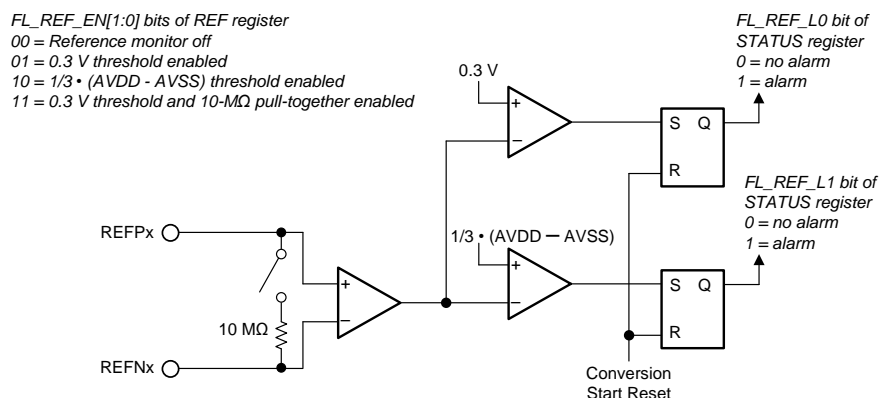 FL_REF_EN[1:0] bits of REF register
00 = Reference monitor off
01 = 0.3 V threshold enabled
10 = 1/3 • (AVDD - AVSS) threshold enabled
11 = 0.3 V threshold and 10-MΩ pull-together enabled
FL_REF_L0 bit of
STATUS register
0 = no alarm
1 = alarm
0.3 V
+
−
S Q
R
FL_REF_L1 bit of
STATUS register
0 = no alarm
1 = alarm
REFPx
1/3 • (AVDD − AVSS)
+
−
S Q
R
+
−
10 MΩ
REFNx
Conversion
Start Reset